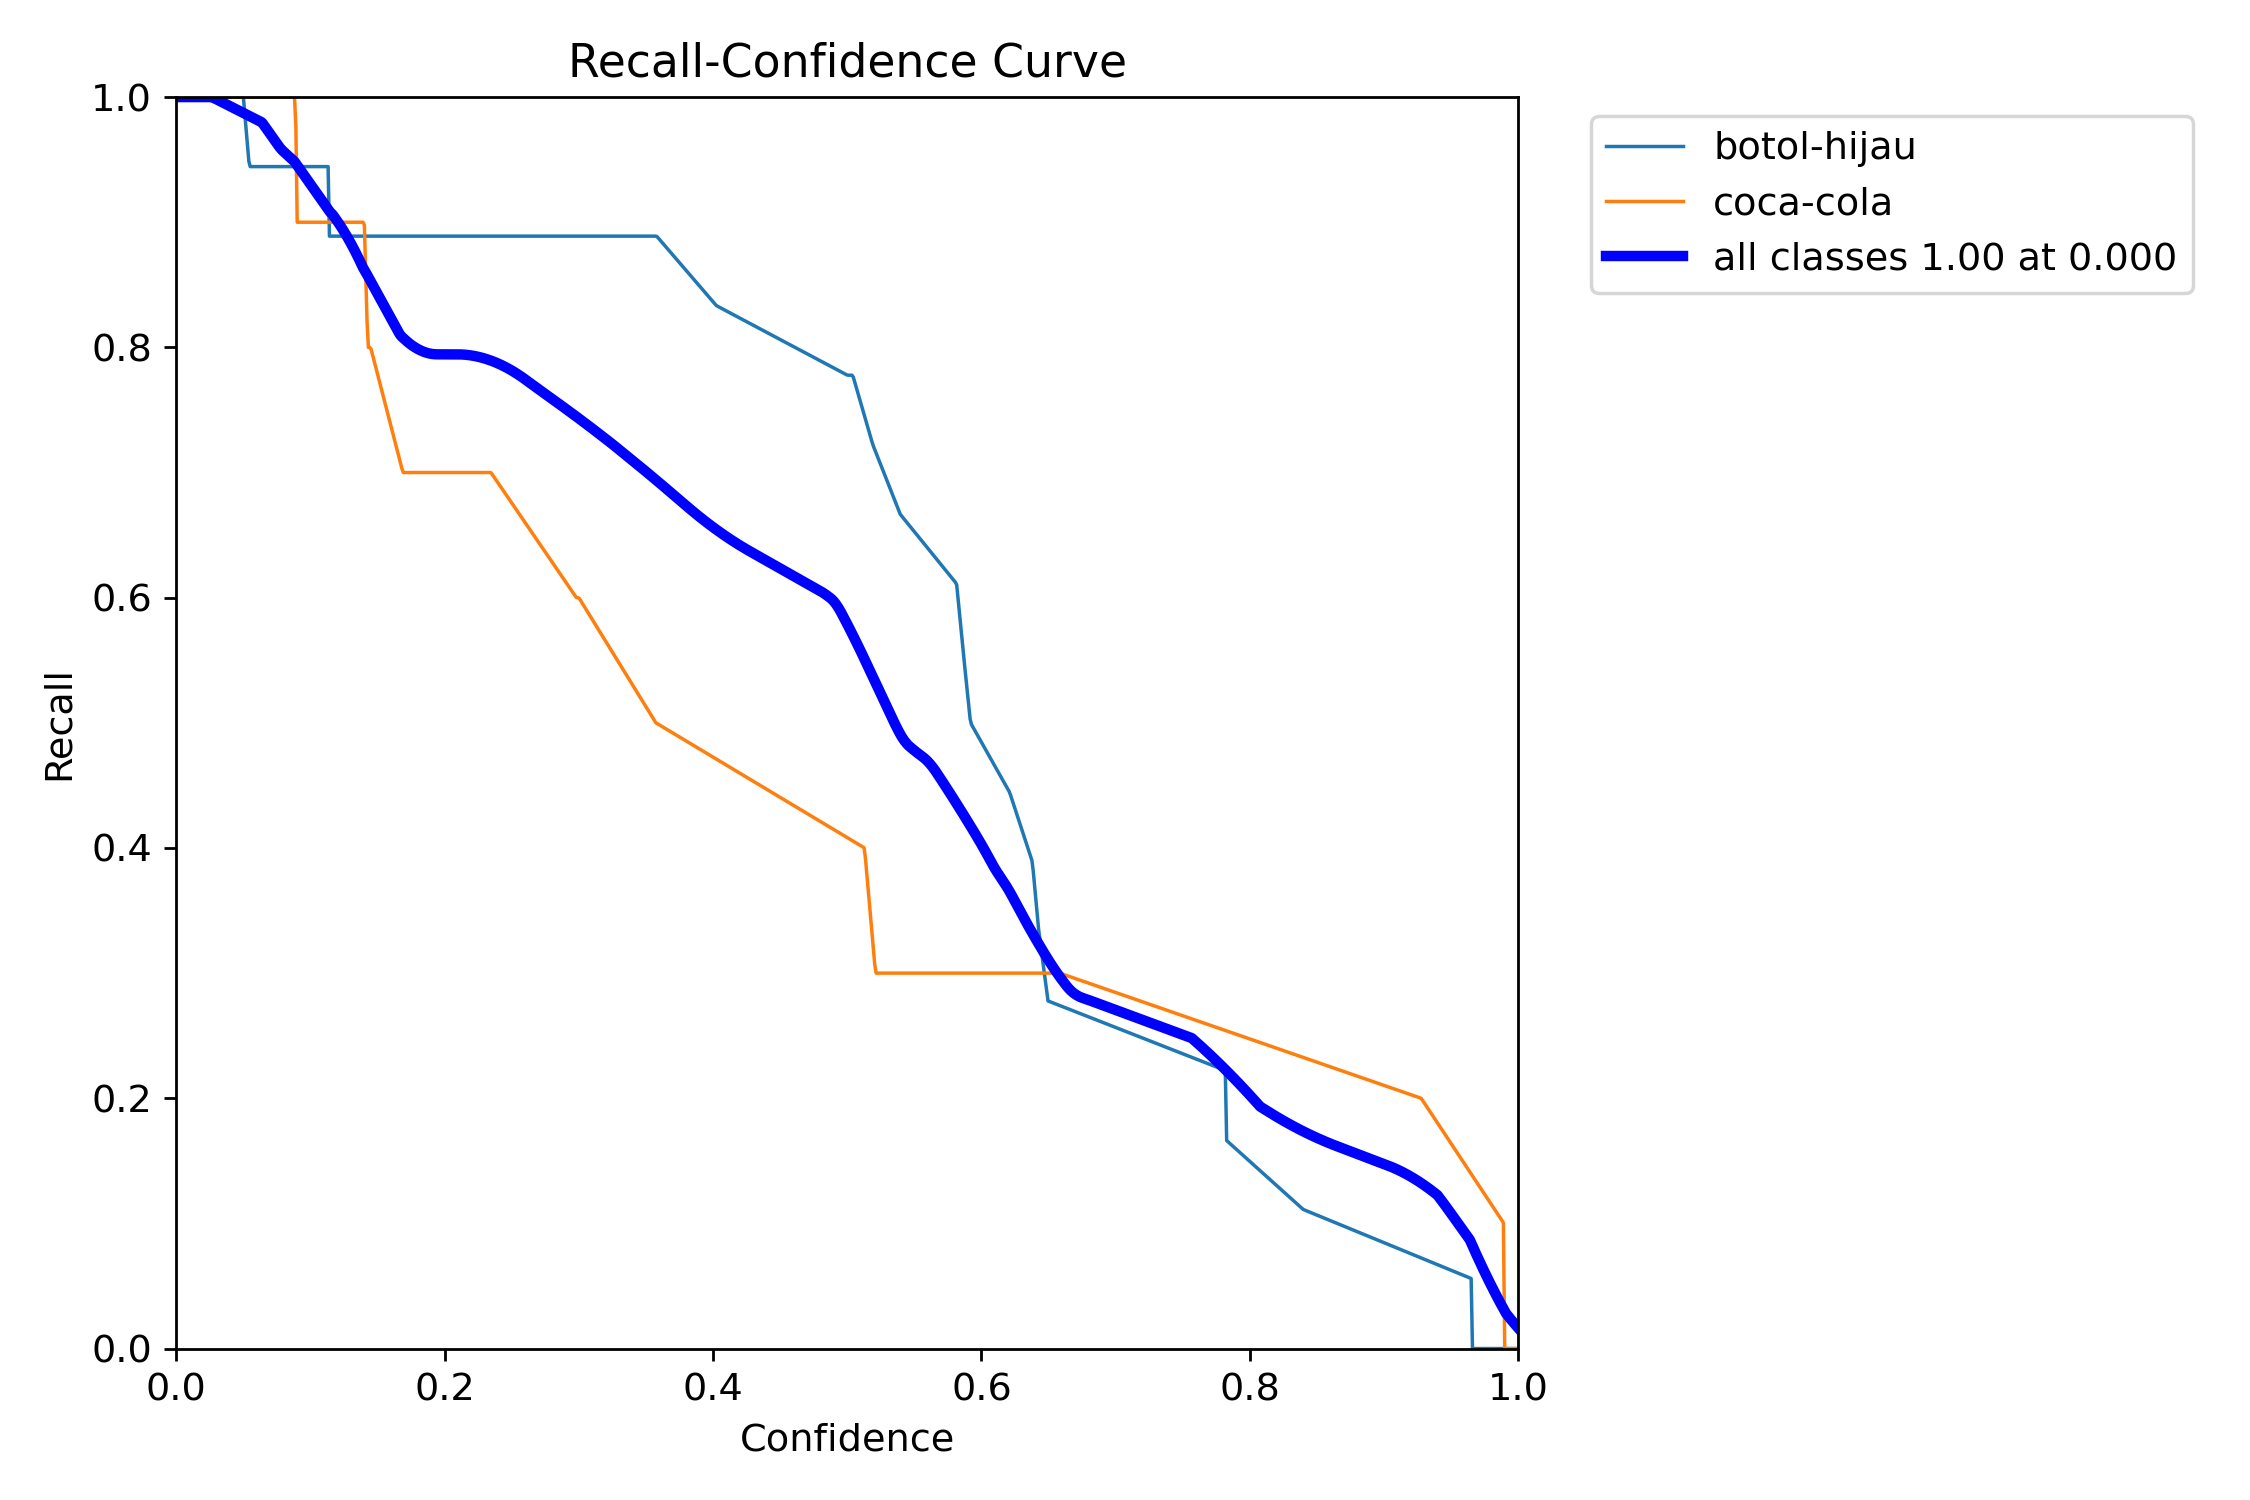 Recall-Confidence Curve
botol-hijau
coca-cola
all classes 1.00 at 0.000
Recall
1.0
0.8
0.6
0.4
0.2
0.0
0.0 0.2 0.4 0.6 0.8 1.0
Confidence